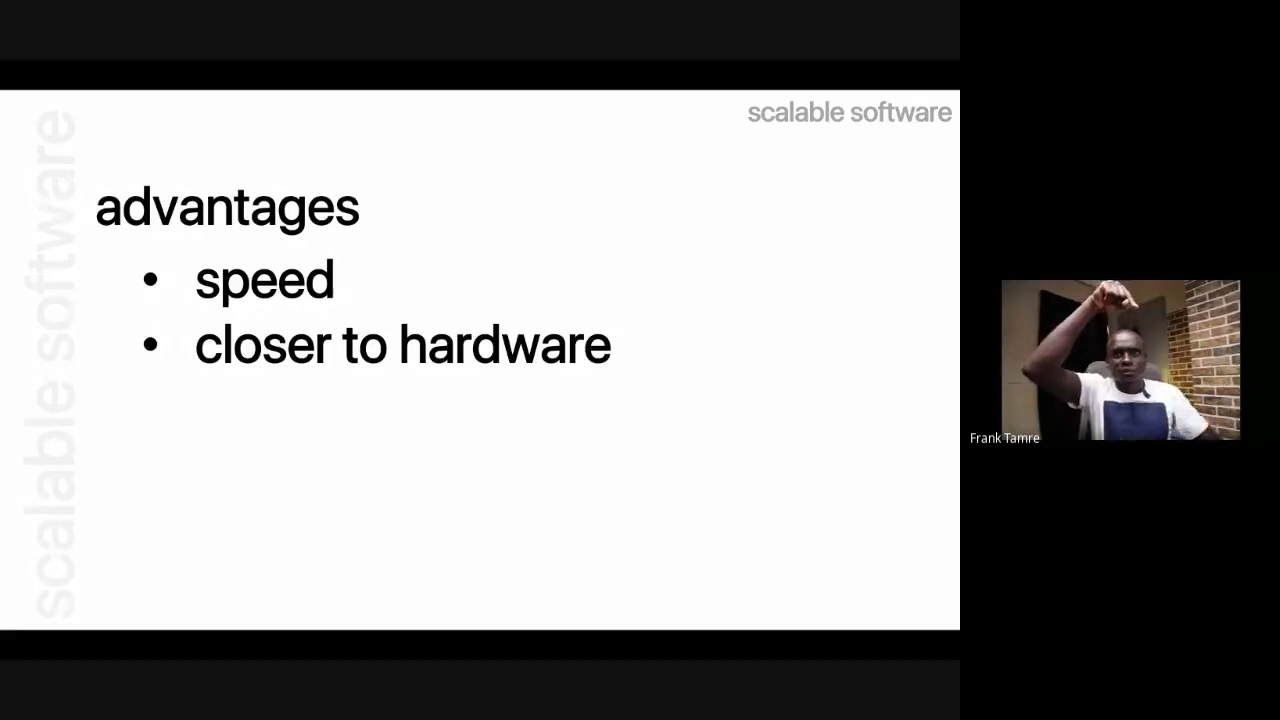 scalable software
scalable software
advantages
• speed
• closer to hardware
Frank Tamre